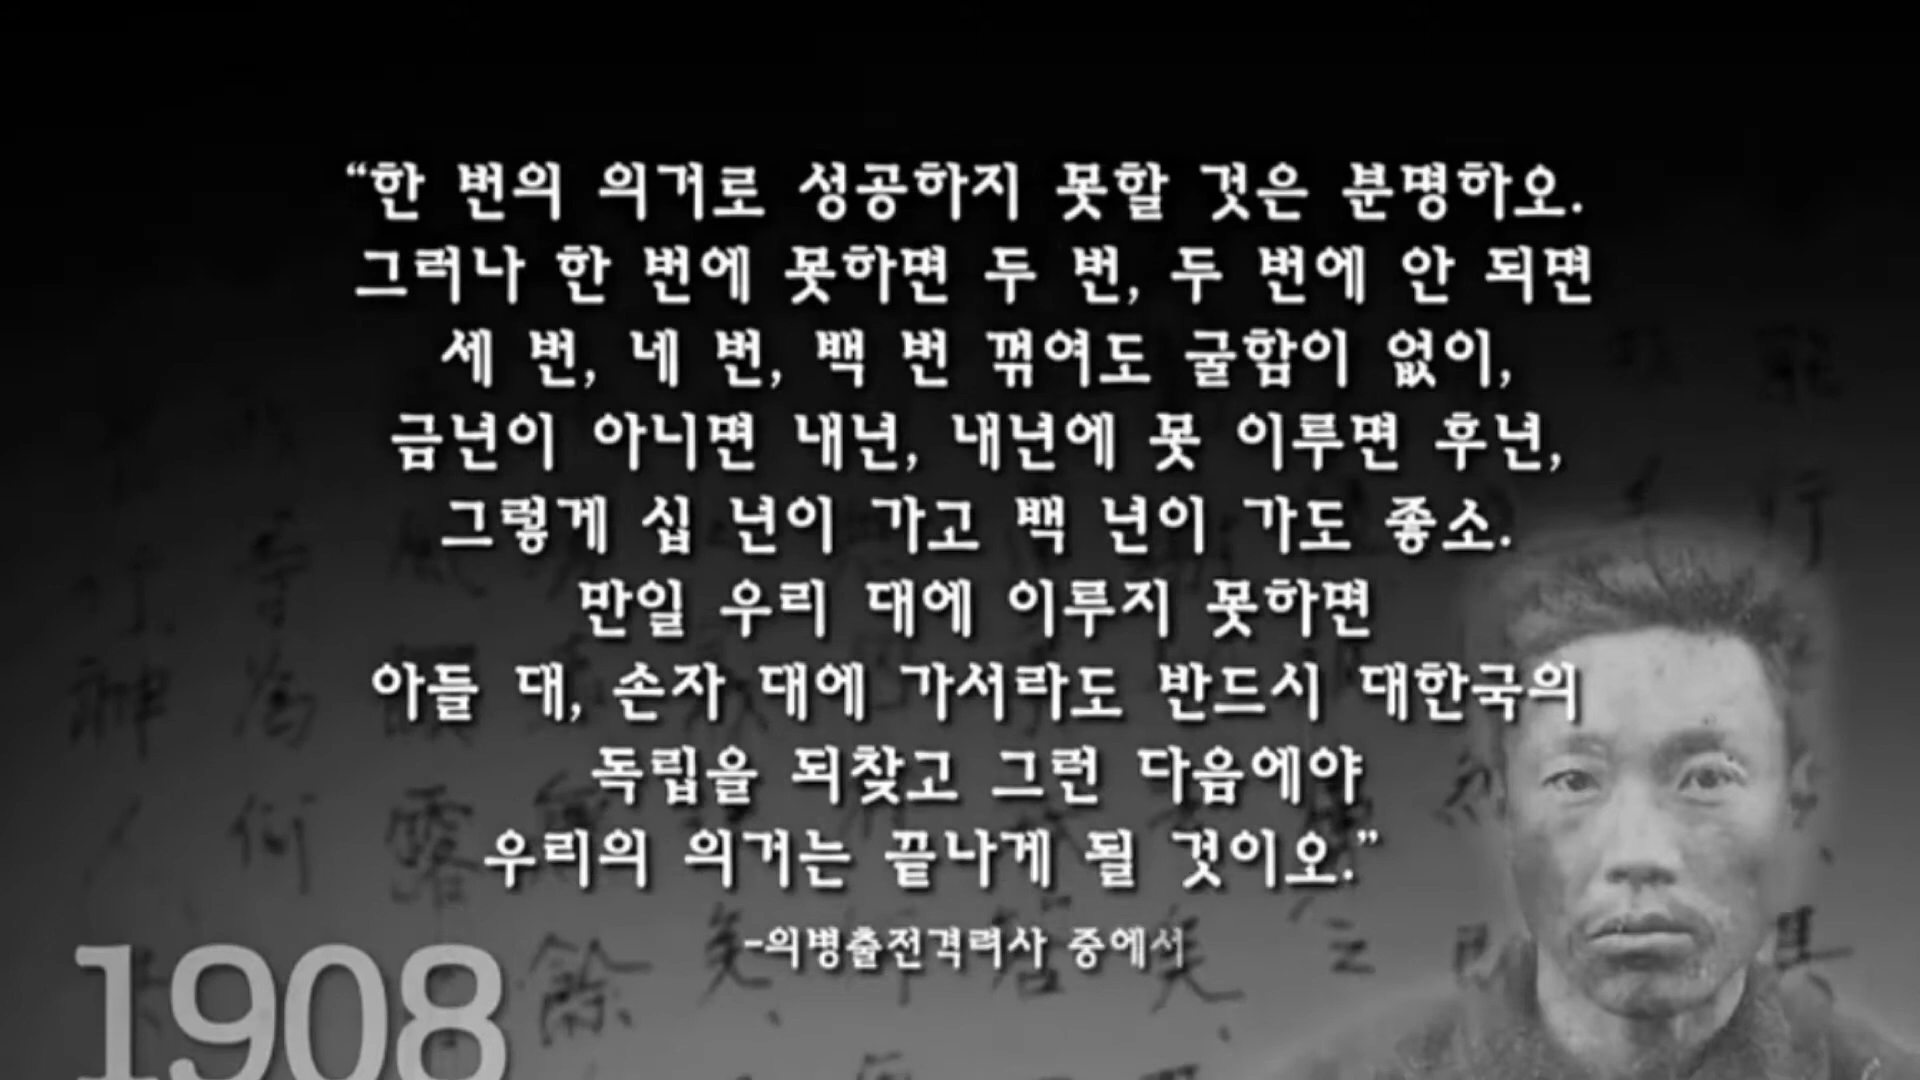 “한 번의 의거로 성공하지 못할 것은 분명하오.
그러나 한 번에 못하면 두 번, 두 번에 안 되면
세 번, 네 번, 백 번 꺾여도 굴함이 없이,
금년이 아니면 내년, 내년에 못 이루면 후년,
그렇게 십 년이 가고 백 년이 가도 좋소.
만일 우리 대에 이루지 못하면
아들 대, 손자 대에 가서라도 반드시 대한국의
독립을 되찾고 그런 다음에야
우리의 의거는 끝나게 될 것이오.”
-의병출전격려사 중에서
1908